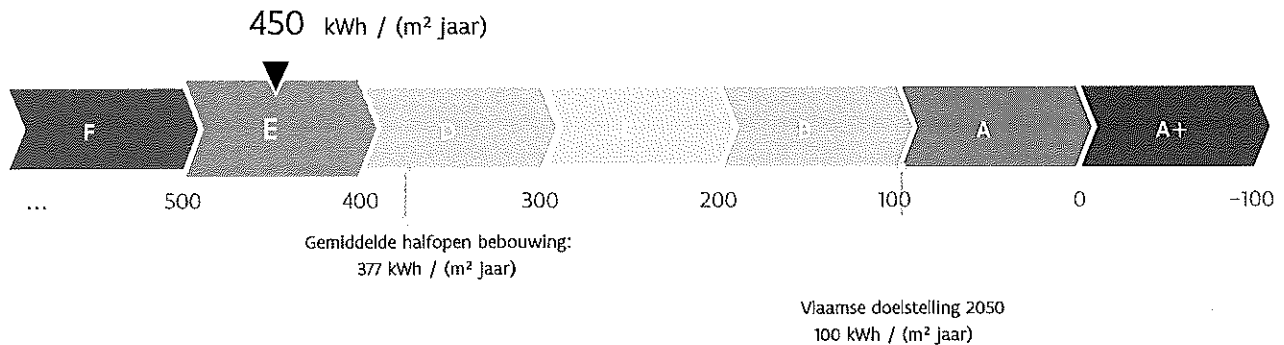 450 kWh / (m² jaar)
F E D B A A+
... 500 400 300 200 100 0 -100
Gemiddelde halfopen bebouwing:
377 kWh / (m² jaar)
Vlaamse doelstelling 2050
100 kWh / (m² jaar)